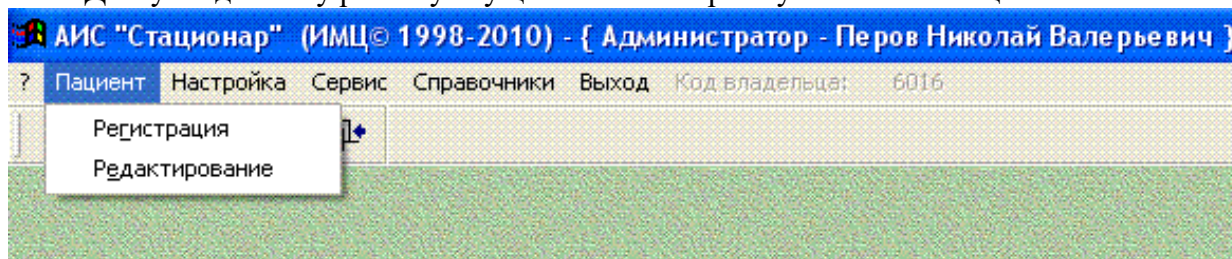 АИС "Стационар" (ИМЦ© 1998-2010) - { Администратор - Перов Николай Валерьевич }
? Пациент Настройка Сервис Справочники Выход Код владельца: 6016
Регистрация
Редактирование